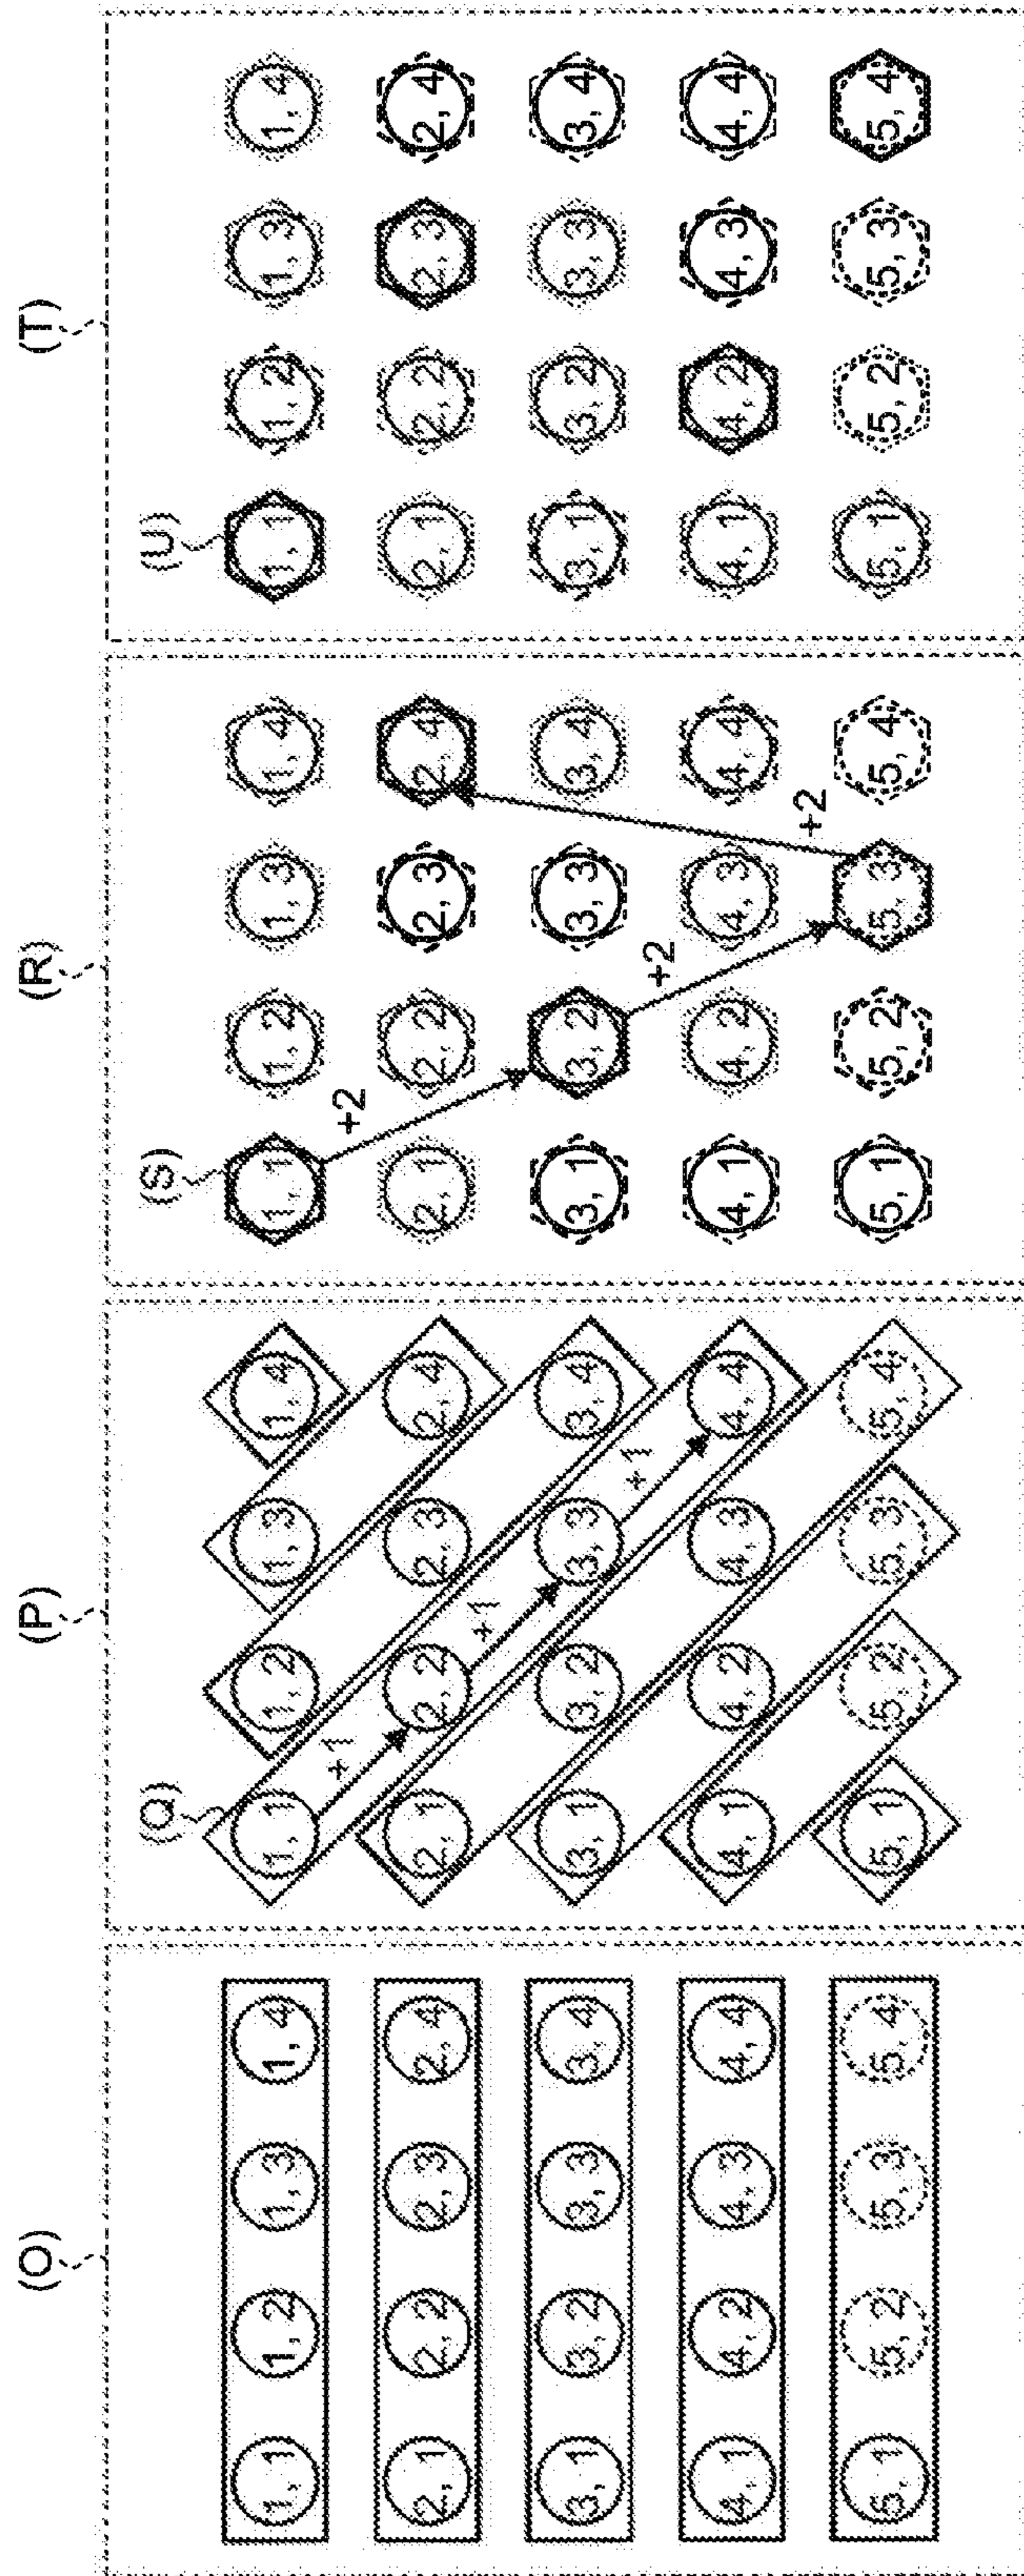 (O)
1, 1 1, 2 1, 3 1, 4
2, 1 2, 2 2, 3 2, 4
3, 1 3, 2 3, 3 3, 4
4, 1 4, 2 4, 3 4, 4
5, 1 5, 2 5, 3 5, 4
(P)
(Q)
1, 1 1, 2 1, 3 1, 4
+1
2, 1 2, 2 2, 3 2, 4
+1
3, 1 3, 2 3, 3 3, 4
+1
4, 1 4, 2 4, 3 4, 4
5, 1 5, 2 5, 3 5, 4
(R)
(S)
1, 1 1, 2 1, 3 1, 4
+2
2, 1 2, 2 2, 3 2, 4
3, 1 3, 2 3, 3 3, 4
+2
4, 1 4, 2 4, 3 4, 4
+2
5, 1 5, 2 5, 3 5, 4
(T)
(U)
1, 1 1, 2 1, 3 1, 4
2, 1 2, 2 2, 3 2, 4
3, 1 3, 2 3, 3 3, 4
4, 1 4, 2 4, 3 4, 4
5, 1 5, 2 5, 3 5, 4